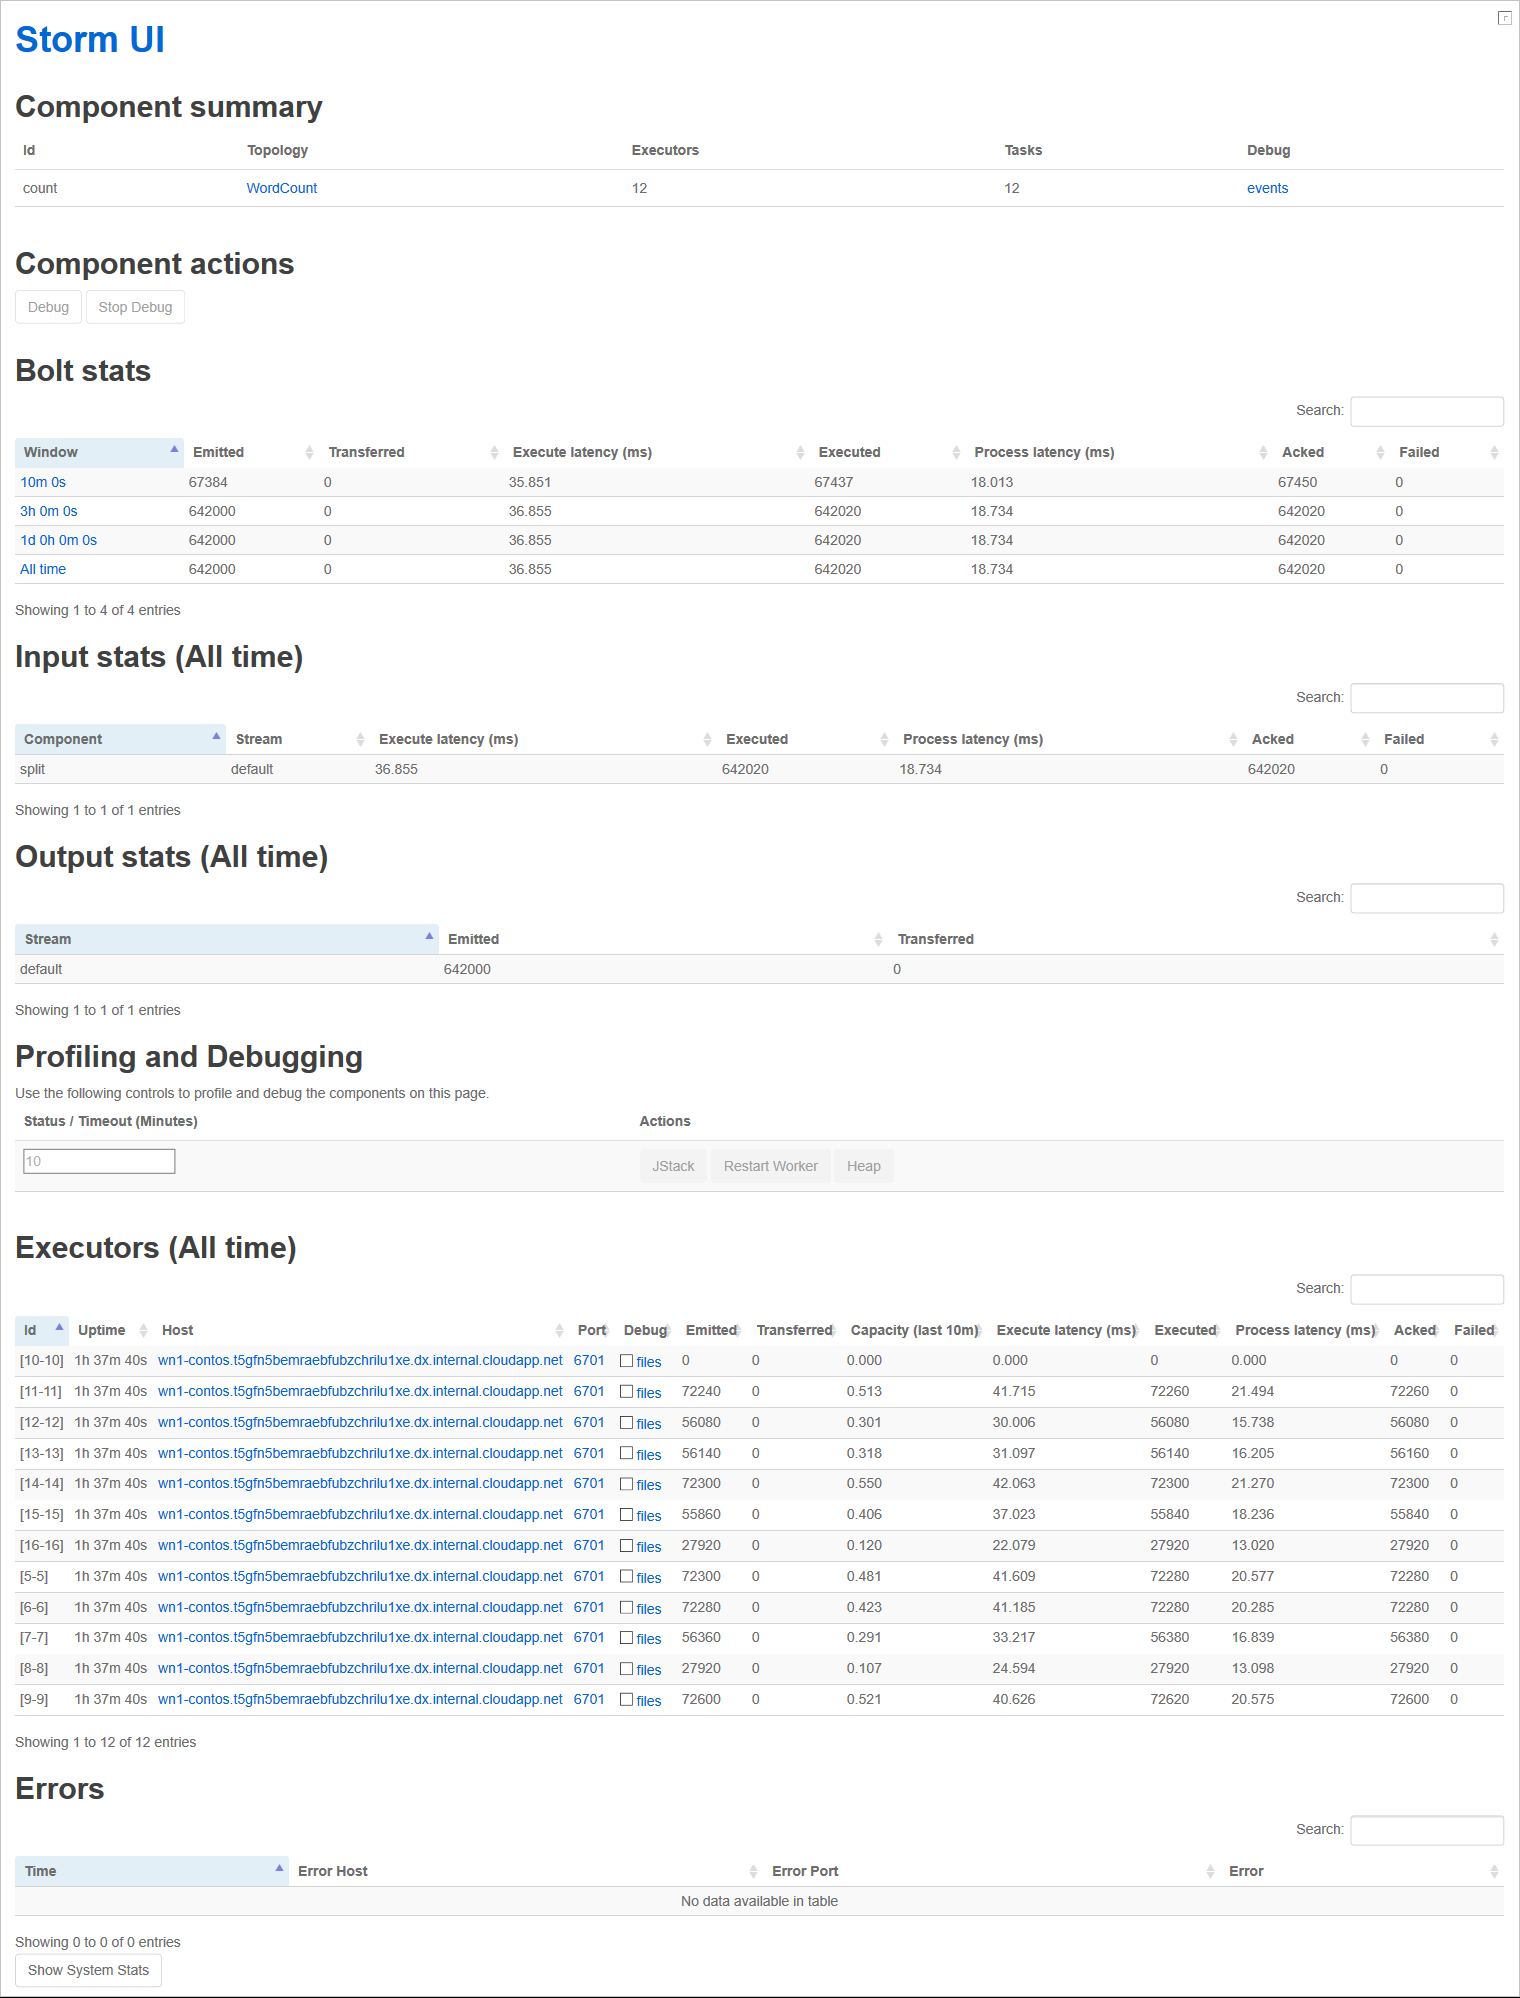 Storm UI
Component summary
Id Topology Executors Tasks Debug
count WordCount 12 12 events
Component actions
Debug Stop Debug
Bolt stats
Search:
Window Emitted Transferred Execute latency (ms) Executed Process latency (ms) Acked Failed
10m 0s 67384 0 35.851 67437 18.013 67450 0
3h 0m 0s 642000 0 36.855 642020 18.734 642020 0
1d 0h 0m 0s 642000 0 36.855 642020 18.734 642020 0
All time 642000 0 36.855 642020 18.734 642020 0
Showing 1 to 4 of 4 entries
Input stats (All time)
Search:
Component Stream Execute latency (ms) Executed Process latency (ms) Acked Failed
split default 36.855 642020 18.734 642020 0
Showing 1 to 1 of 1 entries
Output stats (All time)
Search:
Stream Emitted Transferred
default 642000 0
Showing 1 to 1 of 1 entries
Profiling and Debugging
Use the following controls to profile and debug the components on this page.
Status / Timeout (Minutes) Actions
10 JStack Restart Worker Heap
Executors (All time)
Search:
Id Uptime Host Port Debug Emitted Transferred Capacity (last 10m) Execute latency (ms) Executed Process latency (ms) Acked Failed
[10-10] 1h 37m 40s wn1-contos.t5gfn5bemraebfubzchrilu1xe.dx.internal.cloudapp.net 6701 files 0 0 0.000 0.000 0 0.000 0 0
[11-11] 1h 37m 40s wn1-contos.t5gfn5bemraebfubzchrilu1xe.dx.internal.cloudapp.net 6701 files 72240 0 0.513 41.715 72260 21.494 72260 0
[12-12] 1h 37m 40s wn1-contos.t5gfn5bemraebfubzchrilu1xe.dx.internal.cloudapp.net 6701 files 56080 0 0.301 30.006 56080 15.738 56080 0
[13-13] 1h 37m 40s wn1-contos.t5gfn5bemraebfubzchrilu1xe.dx.internal.cloudapp.net 6701 files 56140 0 0.318 31.097 56140 16.205 56160 0
[14-14] 1h 37m 40s wn1-contos.t5gfn5bemraebfubzchrilu1xe.dx.internal.cloudapp.net 6701 files 72300 0 0.550 42.063 72300 21.270 72300 0
[15-15] 1h 37m 40s wn1-contos.t5gfn5bemraebfubzchrilu1xe.dx.internal.cloudapp.net 6701 files 55860 0 0.406 37.023 55840 18.236 55840 0
[16-16] 1h 37m 40s wn1-contos.t5gfn5bemraebfubzchrilu1xe.dx.internal.cloudapp.net 6701 files 27920 0 0.120 22.079 27920 13.020 27920 0
[5-5] 1h 37m 40s wn1-contos.t5gfn5bemraebfubzchrilu1xe.dx.internal.cloudapp.net 6701 files 72300 0 0.481 41.609 72280 20.577 72280 0
[6-6] 1h 37m 40s wn1-contos.t5gfn5bemraebfubzchrilu1xe.dx.internal.cloudapp.net 6701 files 72280 0 0.423 41.185 72280 20.285 72280 0
[7-7] 1h 37m 40s wn1-contos.t5gfn5bemraebfubzchrilu1xe.dx.internal.cloudapp.net 6701 files 56360 0 0.291 33.217 56380 16.839 56380 0
[8-8] 1h 37m 40s wn1-contos.t5gfn5bemraebfubzchrilu1xe.dx.internal.cloudapp.net 6701 files 27920 0 0.107 24.594 27920 13.098 27920 0
[9-9] 1h 37m 40s wn1-contos.t5gfn5bemraebfubzchrilu1xe.dx.internal.cloudapp.net 6701 files 72600 0 0.521 40.626 72620 20.575 72600 0
Showing 1 to 12 of 12 entries
Errors
Search:
Time Error Host Error Port Error
No data available in table
Showing 0 to 0 of 0 entries
Show System Stats